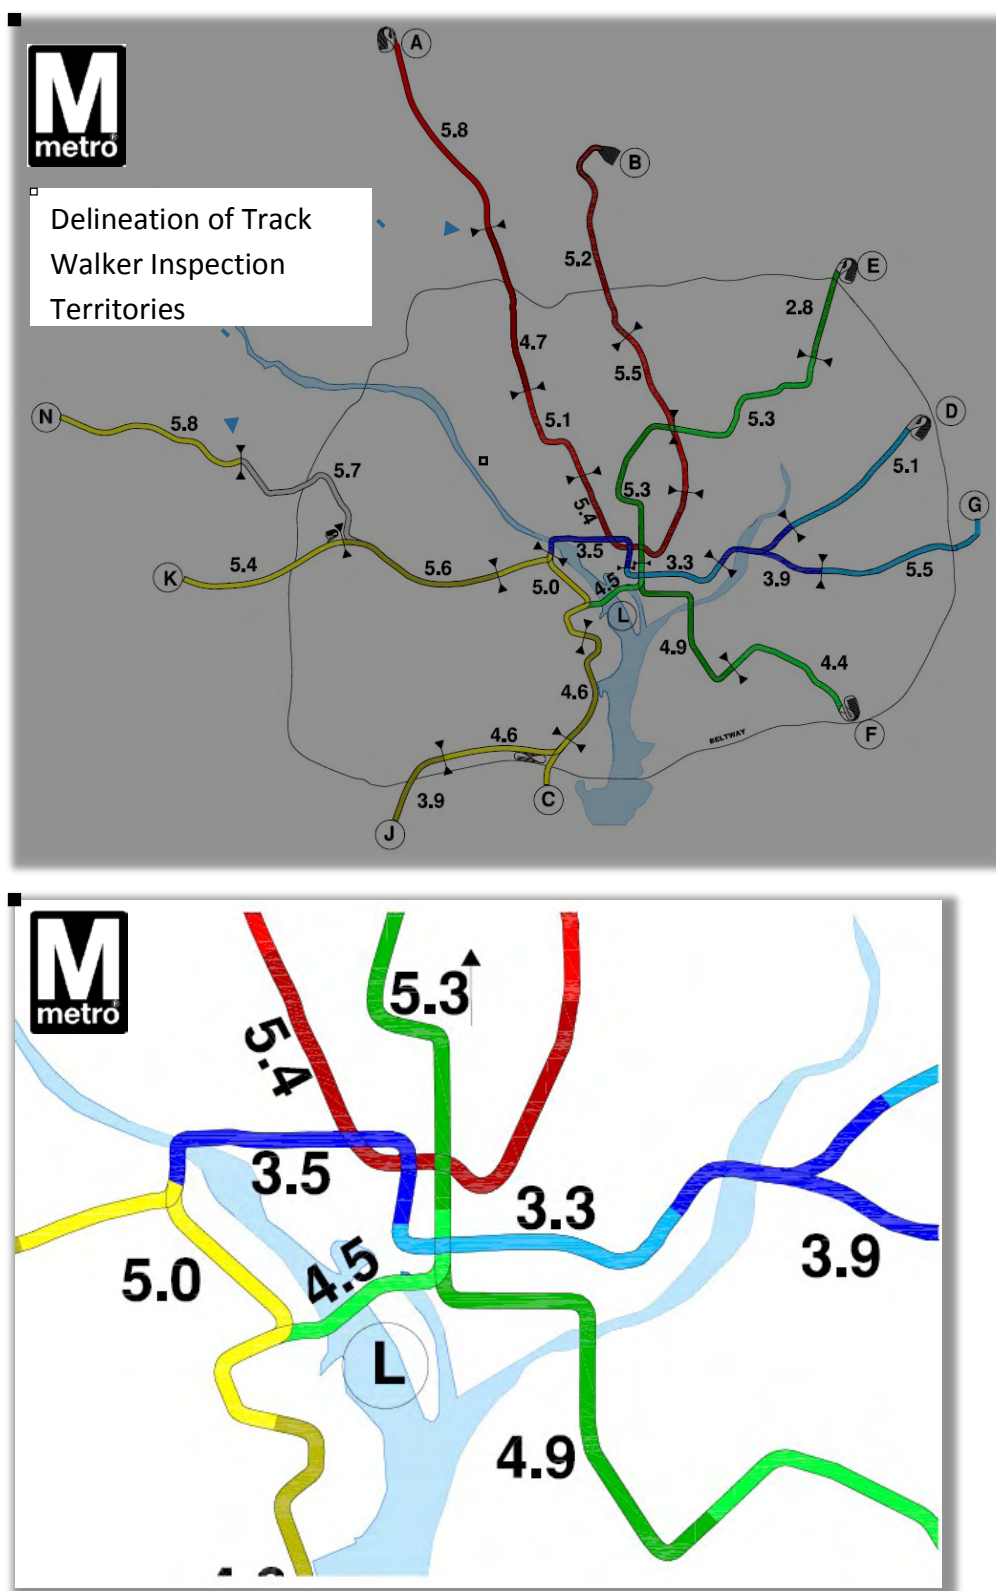 A
M
metro
5.8
B
Delineation of Track
Walker Inspection
Territories
5.2
E
2.8
4.7
5.5
N
5.8
5.1
5.3
D
5.7
5.1
5.3
G
5.4
3.5
3.3
K
5.4
5.6
5.0
4.5
3.9
5.5
L
4.9
4.6
4.4
4.6
BELTWAY
F
3.9
C
J
M
metro
5.3
5.4
3.5
3.3
5.0
4.5
3.9
L
4.9